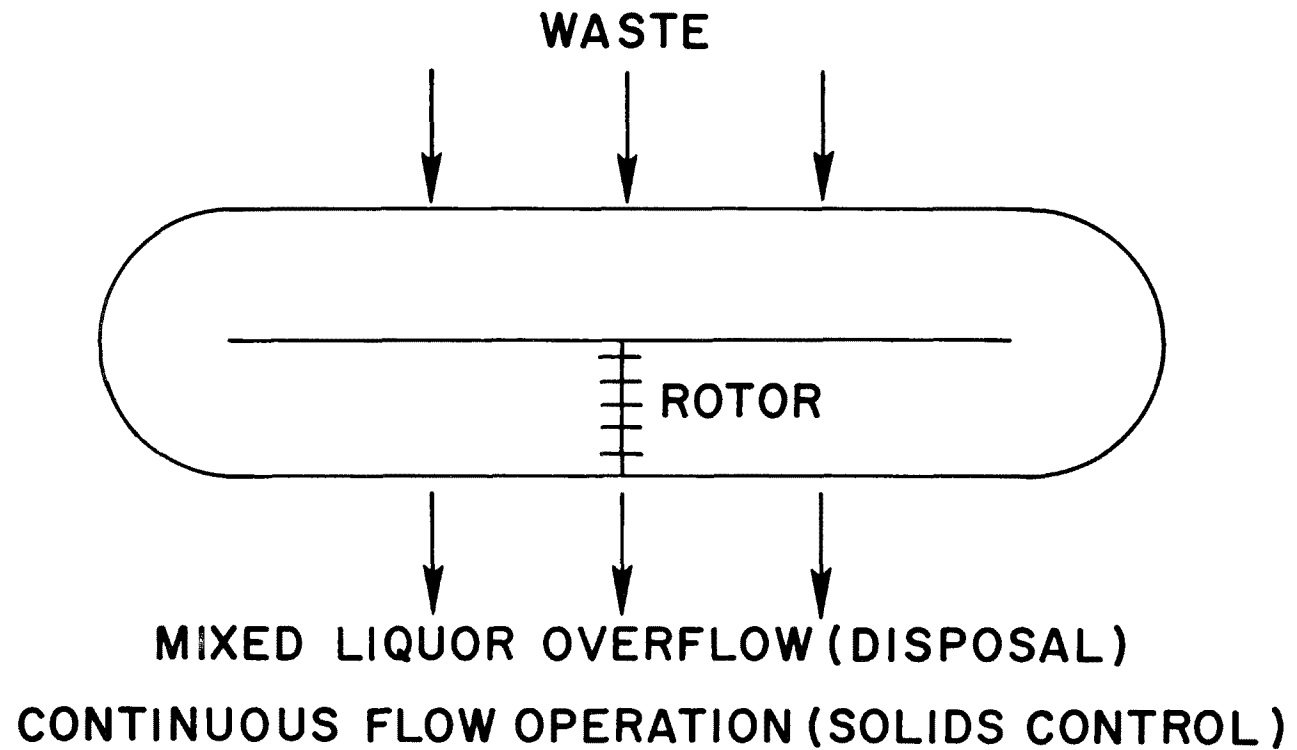 WASTE
ROTOR
MIXED LIQUOR OVERFLOW (DISPOSAL)
CONTINUOUS FLOW OPERATION (SOLIDS CONTROL)